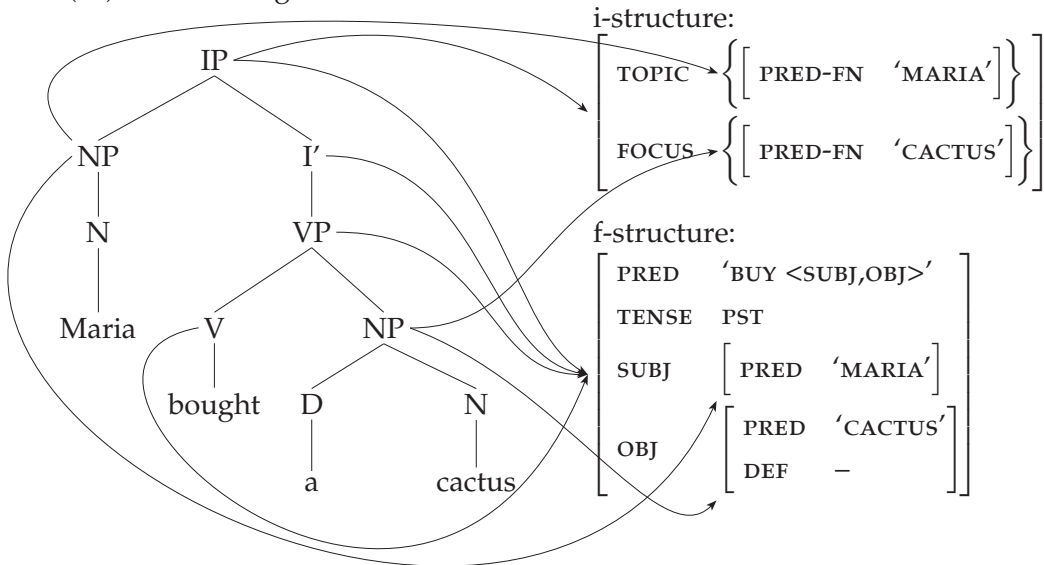 i-structure:
IP
TOPIC { [ PRED-FN ‘MARIA’ ] }
NP I’
FOCUS { [ PRED-FN ‘CACTUS’ ] }
N VP
f-structure:
PRED ‘BUY <SUBJ,OBJ>’
TENSE PST
Maria V NP
SUBJ [ PRED ‘MARIA’ ]
bought D N
OBJ [ PRED ‘CACTUS’
DEF – ]
a cactus